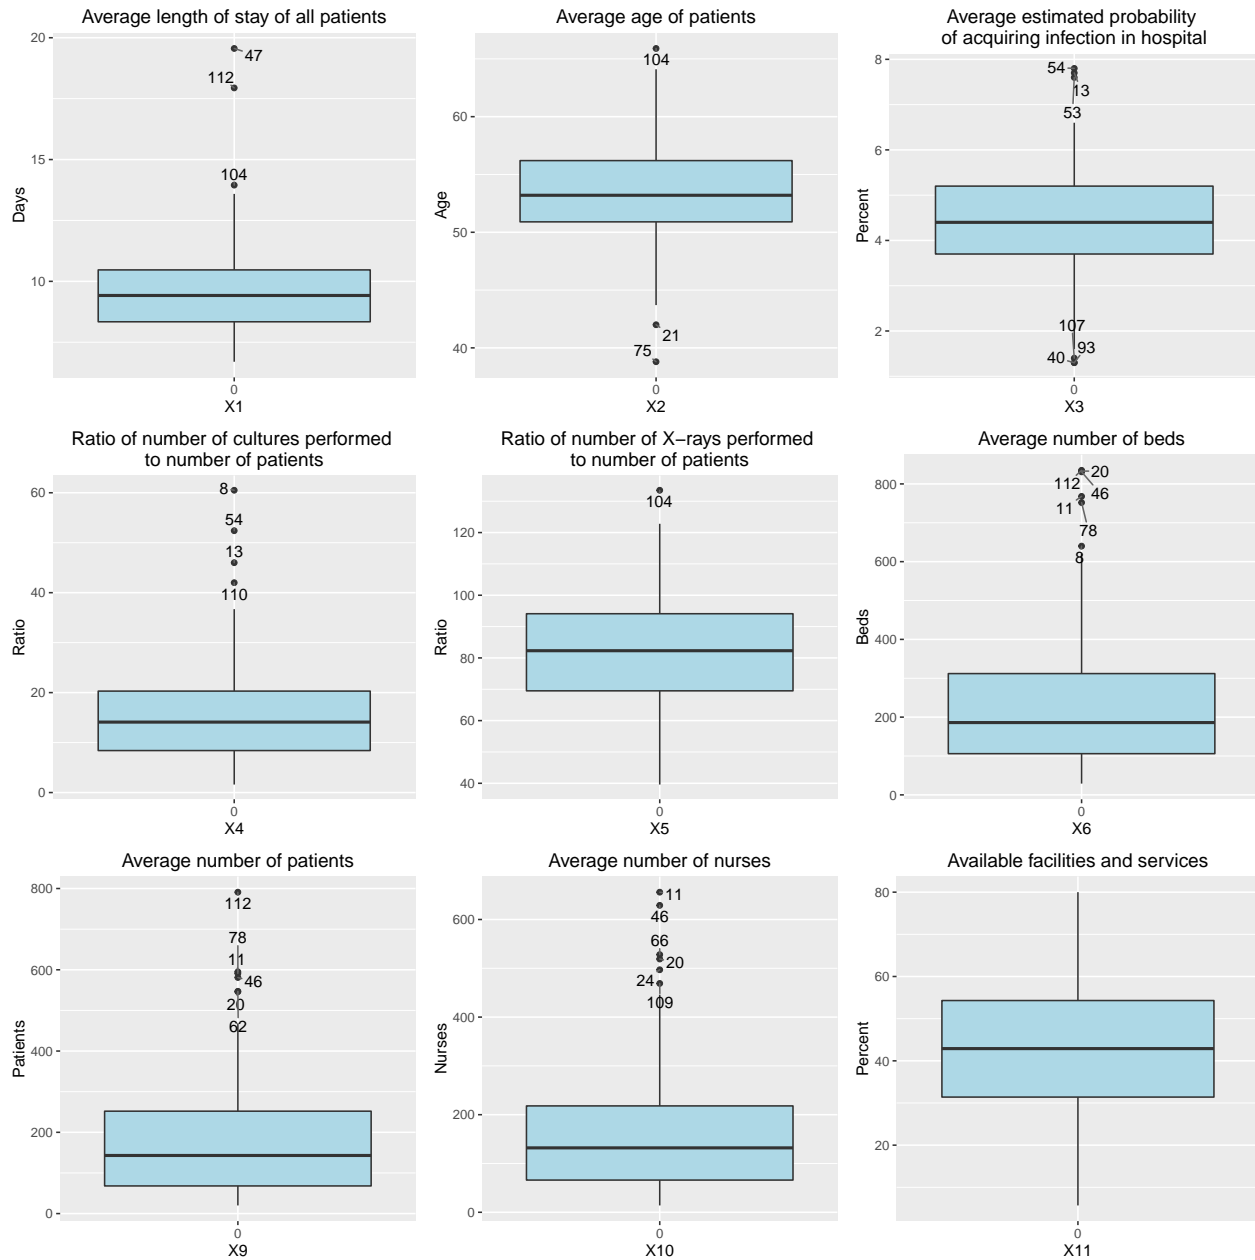 Average length of stay of all patients
20
47
112
15
104
Days
10
0
X1
Average age of patients
104
60
Age
50
21
75
40
0
X2
Average estimated probability
of acquiring infection in hospital
8
54
13
53
6
Percent
4
107
2
93
40
0
X3
Ratio of number of cultures performed
to number of patients
60
8
54
13
40
110
Ratio
20
0
0
X4
Ratio of number of X−rays performed
to number of patients
104
120
100
Ratio
80
60
40
0
X5
Average number of beds
800
20
112
46
11
78
600
8
Beds
400
200
0
0
X6
Average number of patients
800
112
78
11
600
46
20
62
Patients
400
200
0
0
X9
Average number of nurses
11
600
46
66
20
24
109
400
Nurses
200
0
0
X10
Available facilities and services
80
60
Percent
40
20
0
X11